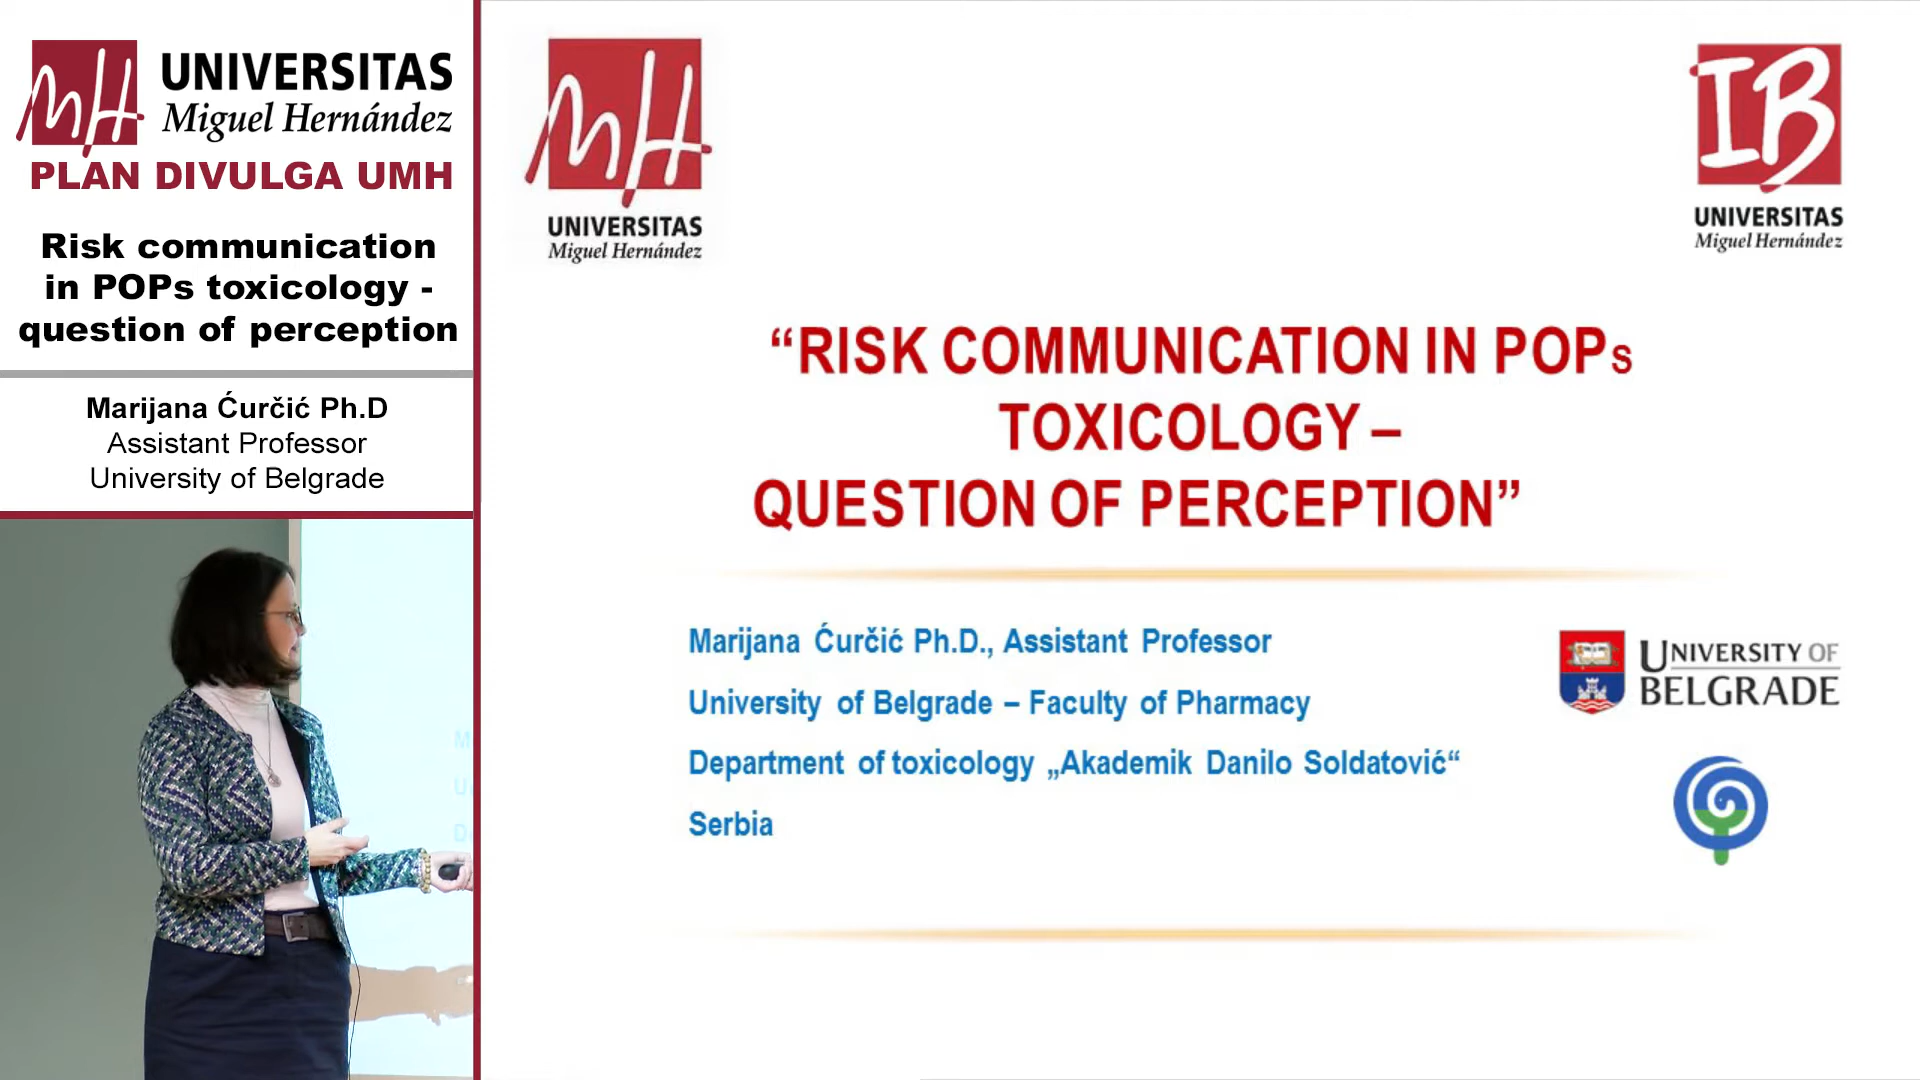 MH UNIVERSITAS
Miguel Hernández
PLAN DIVULGA UMH
Risk communication
in POPs toxicology -
question of perception
Marijana Ćurčić Ph.D
Assistant Professor
University of Belgrade
MH
UNIVERSITAS
Miguel Hernández
IB
UNIVERSITAS
Miguel Hernández
“RISK COMMUNICATION IN POPs
TOXICOLOGY –
QUESTION OF PERCEPTION”
Marijana Ćurčić Ph.D., Assistant Professor
University of Belgrade – Faculty of Pharmacy
Department of toxicology „Akademik Danilo Soldatović“
Serbia
UNIVERSITY OF
BELGRADE